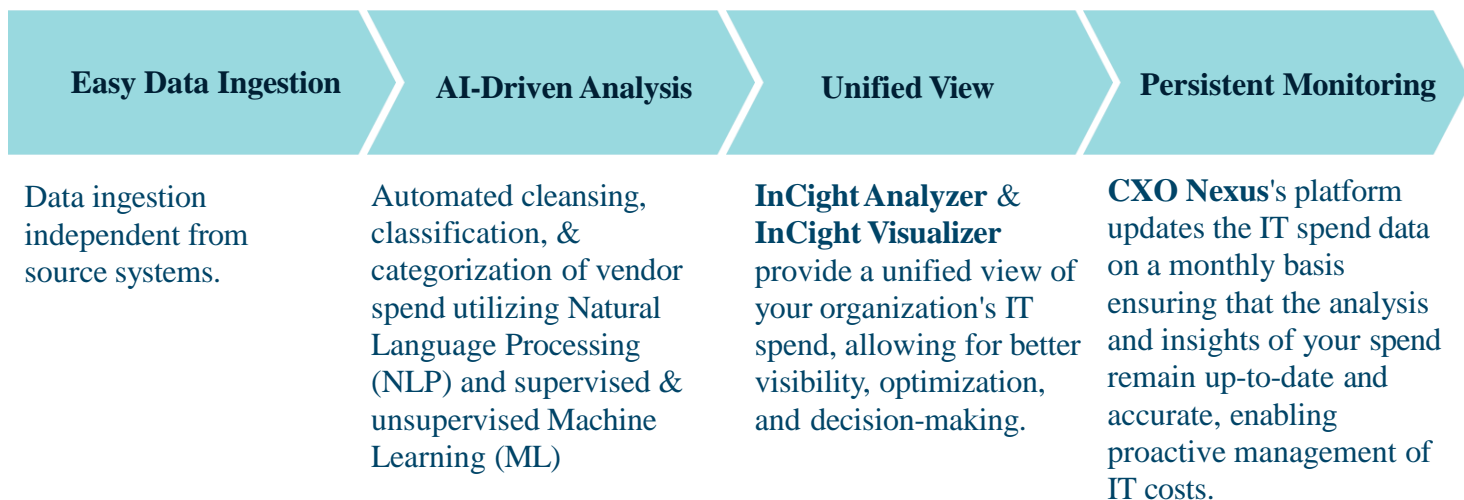 Easy Data Ingestion
AI-Driven Analysis
Unified View
Persistent Monitoring
Data ingestion
independent from
source systems.
Automated cleansing,
classification, &
categorization of vendor
spend utilizing Natural
Language Processing
(NLP) and supervised &
unsupervised Machine
Learning (ML)
InCight Analyzer &
InCight Visualizer
provide a unified view of
your organization's IT
spend, allowing for better
visibility, optimization,
and decision-making.
CXO Nexus's platform
updates the IT spend data
on a monthly basis
ensuring that the analysis
and insights of your spend
remain up-to-date and
accurate, enabling
proactive management of
IT costs.